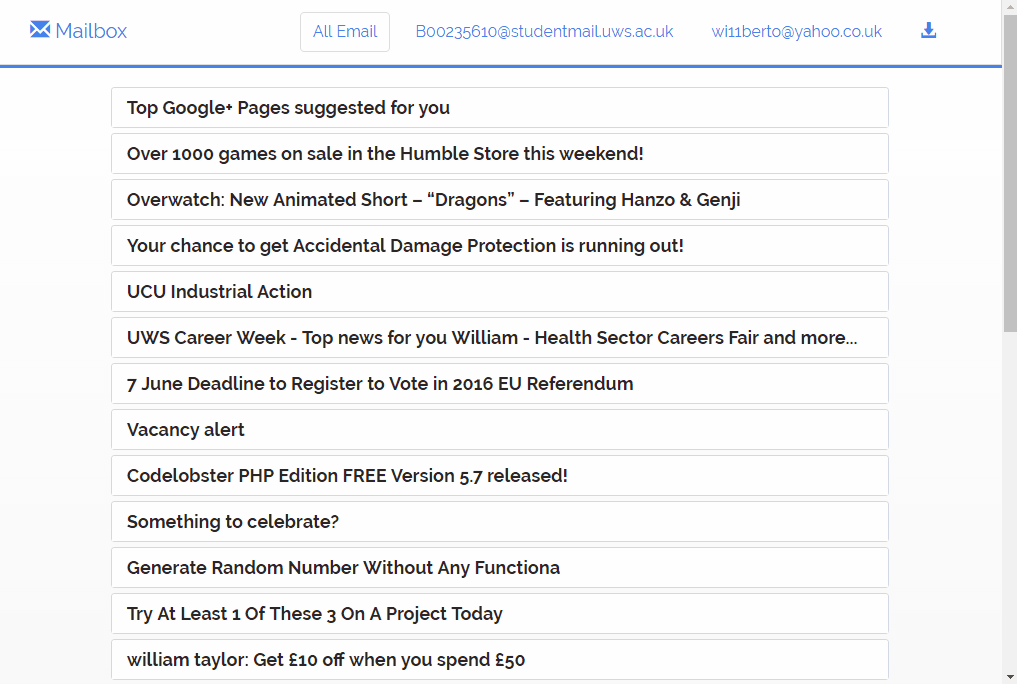 Mailbox
All Email
B00235610@studentmail.uws.ac.uk
wi11berto@yahoo.co.uk
Top Google+ Pages suggested for you
Over 1000 games on sale in the Humble Store this weekend!
Overwatch: New Animated Short – “Dragons” – Featuring Hanzo & Genji
Your chance to get Accidental Damage Protection is running out!
UCU Industrial Action
UWS Career Week - Top news for you William - Health Sector Careers Fair and more...
7 June Deadline to Register to Vote in 2016 EU Referendum
Vacancy alert
Codelobster PHP Edition FREE Version 5.7 released!
Something to celebrate?
Generate Random Number Without Any Functiona
Try At Least 1 Of These 3 On A Project Today
william taylor: Get £10 off when you spend £50